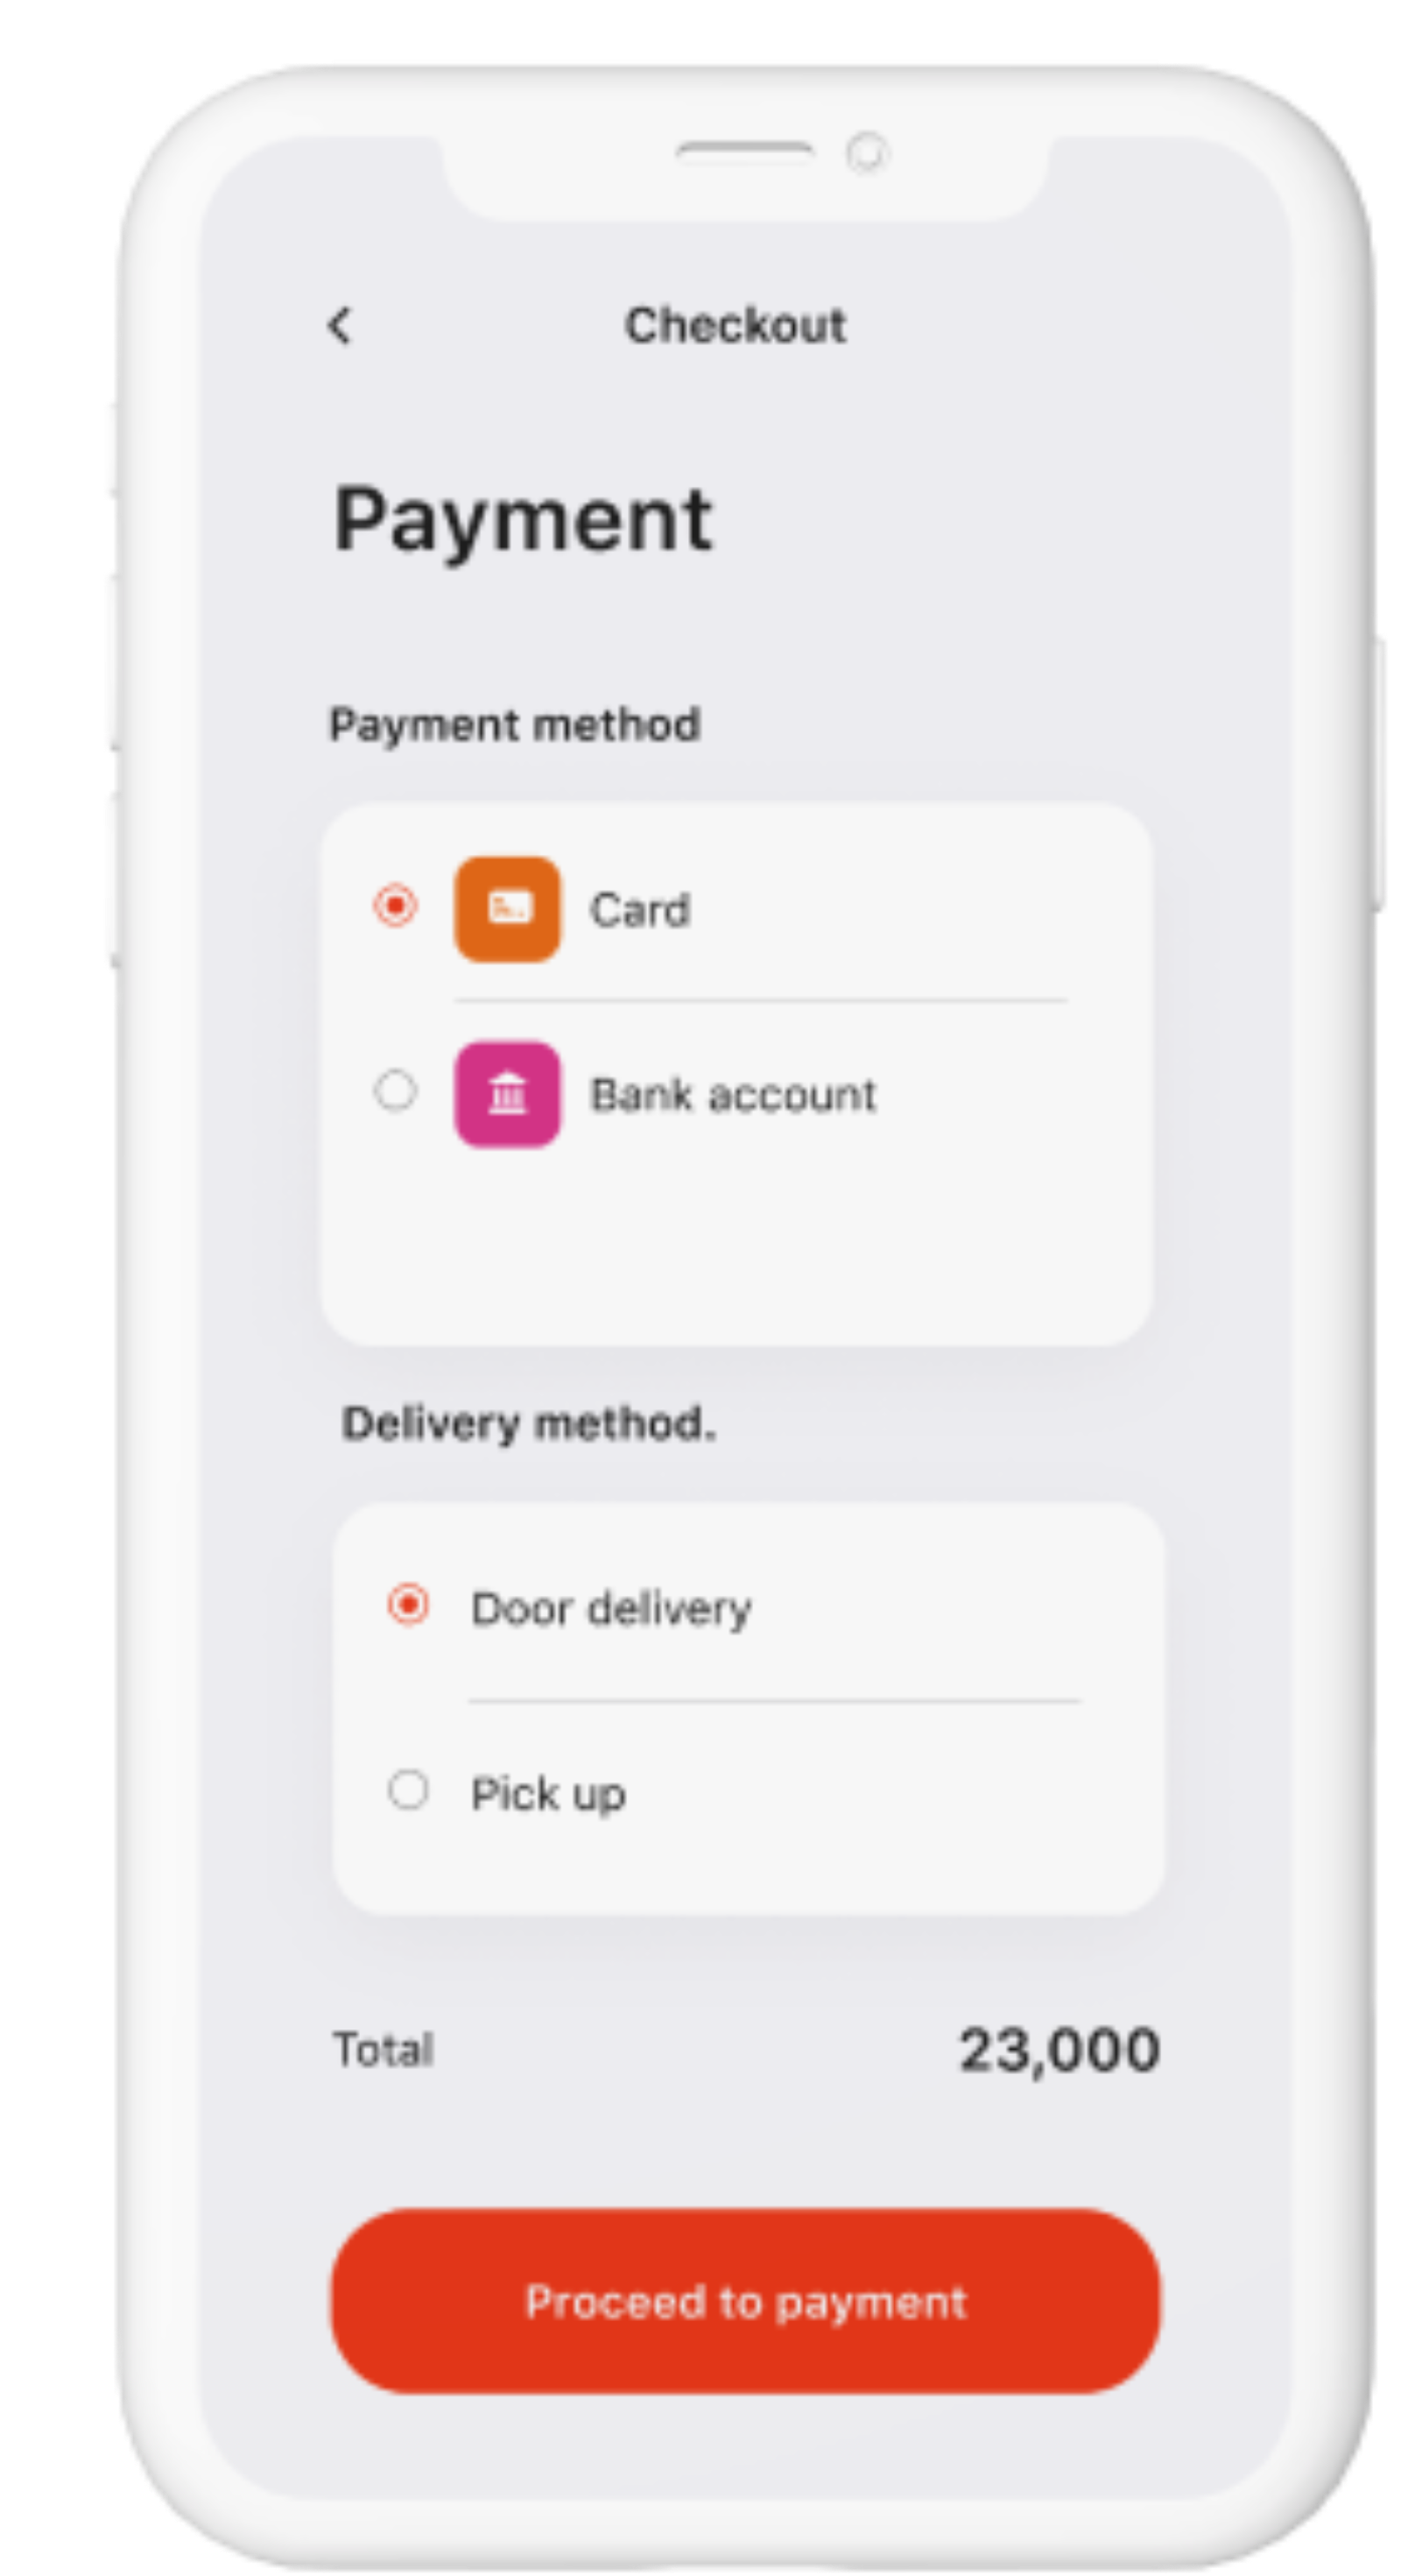 Checkout
Payment
Payment method
Card
Bank account
Delivery method.
Door delivery
Pick up
Total 23,000
Proceed to payment